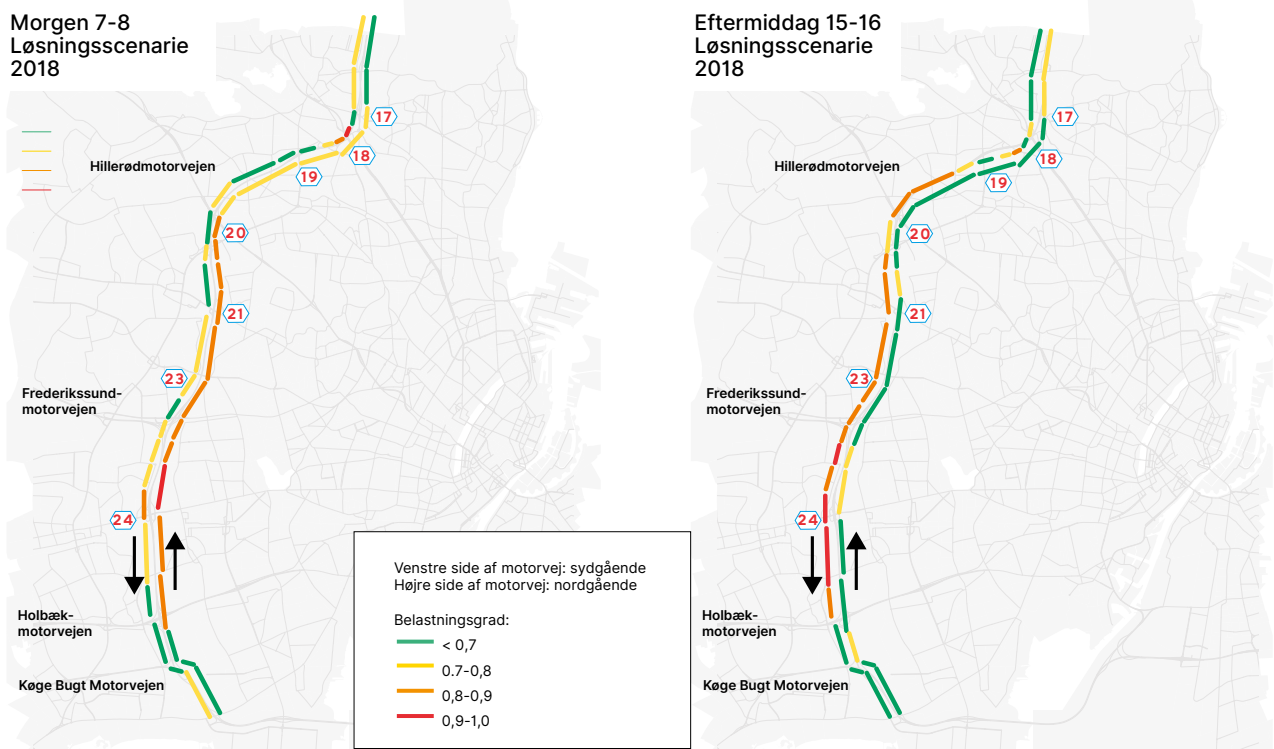 Morgen 7-8
Løsningsscenarie
2018
17
18
Hillerødmotorvejen
19
20
21
23
Frederikssund-
motorvejen
24
Holbæk-
motorvejen
Køge Bugt Motorvejen
Eftermiddag 15-16
Løsningsscenarie
2018
17
18
Hillerødmotorvejen
19
20
21
23
Frederikssund-
motorvejen
24
Holbæk-
motorvejen
Køge Bugt Motorvejen
Venstre side af motorvej: sydgående
Højre side af motorvej: nordgående
Belastningsgrad:
< 0,7
0.7-0,8
0,8-0,9
0,9-1,0